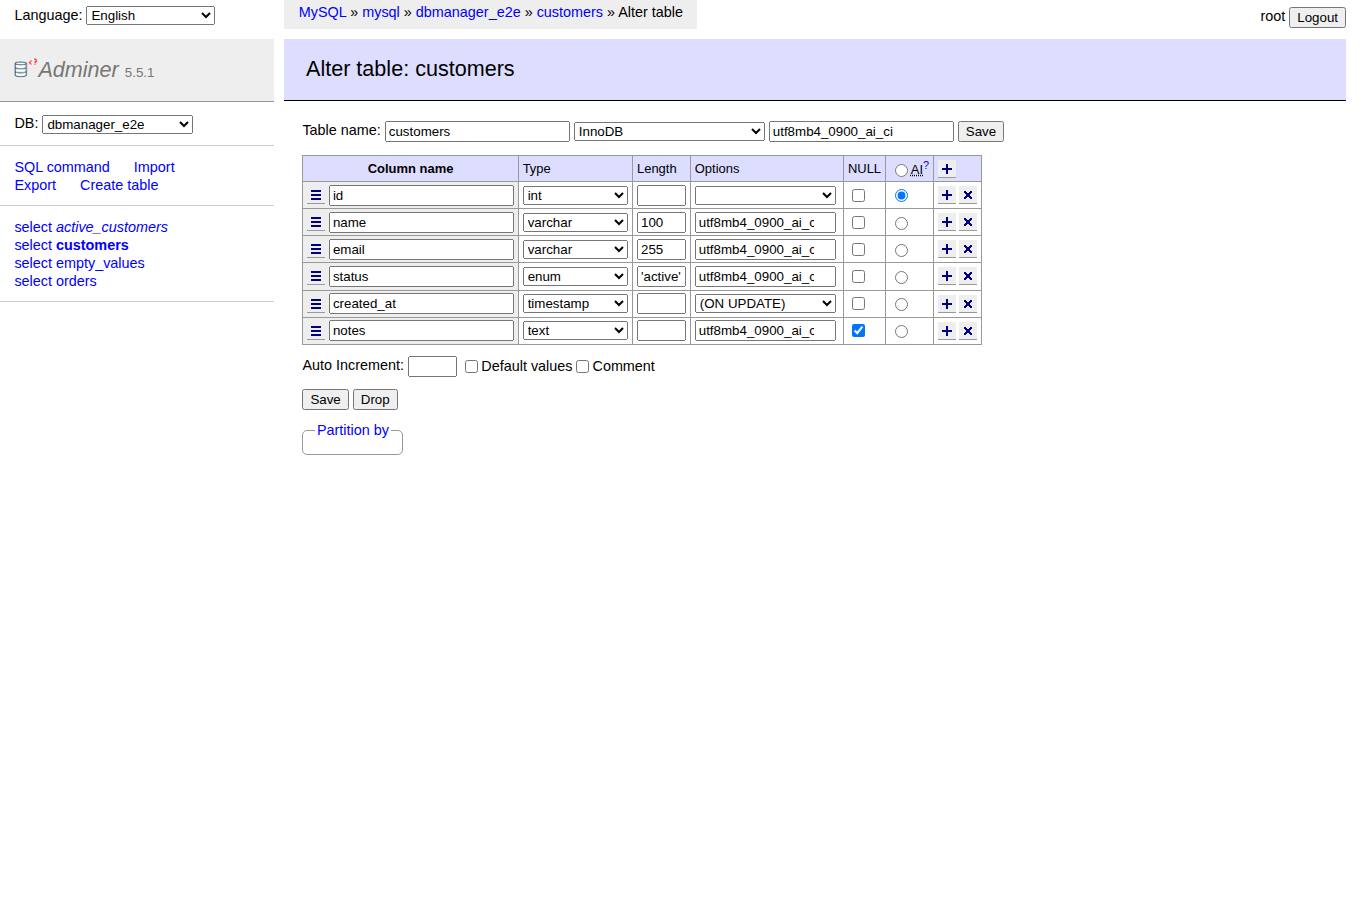 Language: English
MySQL » mysql » dbmanager_e2e » customers » Alter table
root Logout
Adminer 5.5.1
Alter table: customers
DB: dbmanager_e2e
SQL command Import
Export Create table
select active_customers
select customers
select empty_values
select orders
Table name: customers InnoDB utf8mb4_0900_ai_ci Save
Column name Type Length Options NULL AI?
id int
name varchar 100 utf8mb4_0900_ai_c
email varchar 255 utf8mb4_0900_ai_c
status enum 'active' utf8mb4_0900_ai_c
created_at timestamp (ON UPDATE)
notes text utf8mb4_0900_ai_c
Auto Increment: Default values Comment
Save Drop
Partition by